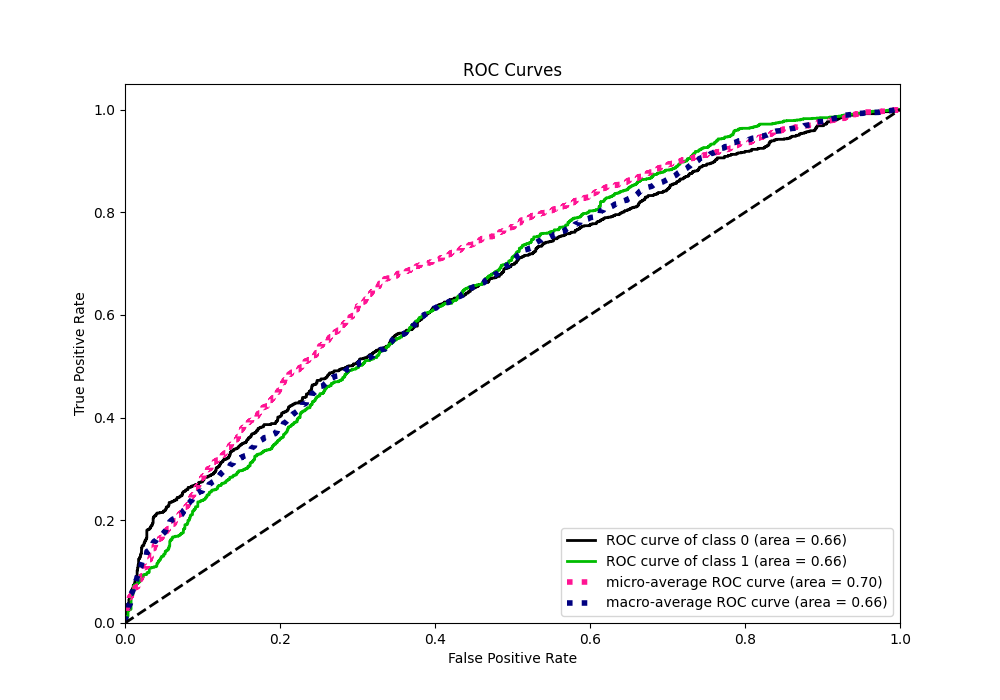 ROC Curves
True Positive Rate
1.0
0.8
0.6
0.4
0.2
0.0
ROC curve of class 0 (area = 0.66)
ROC curve of class 1 (area = 0.66)
micro-average ROC curve (area = 0.70)
macro-average ROC curve (area = 0.66)
0.0 0.2 0.4 0.6 0.8 1.0
False Positive Rate